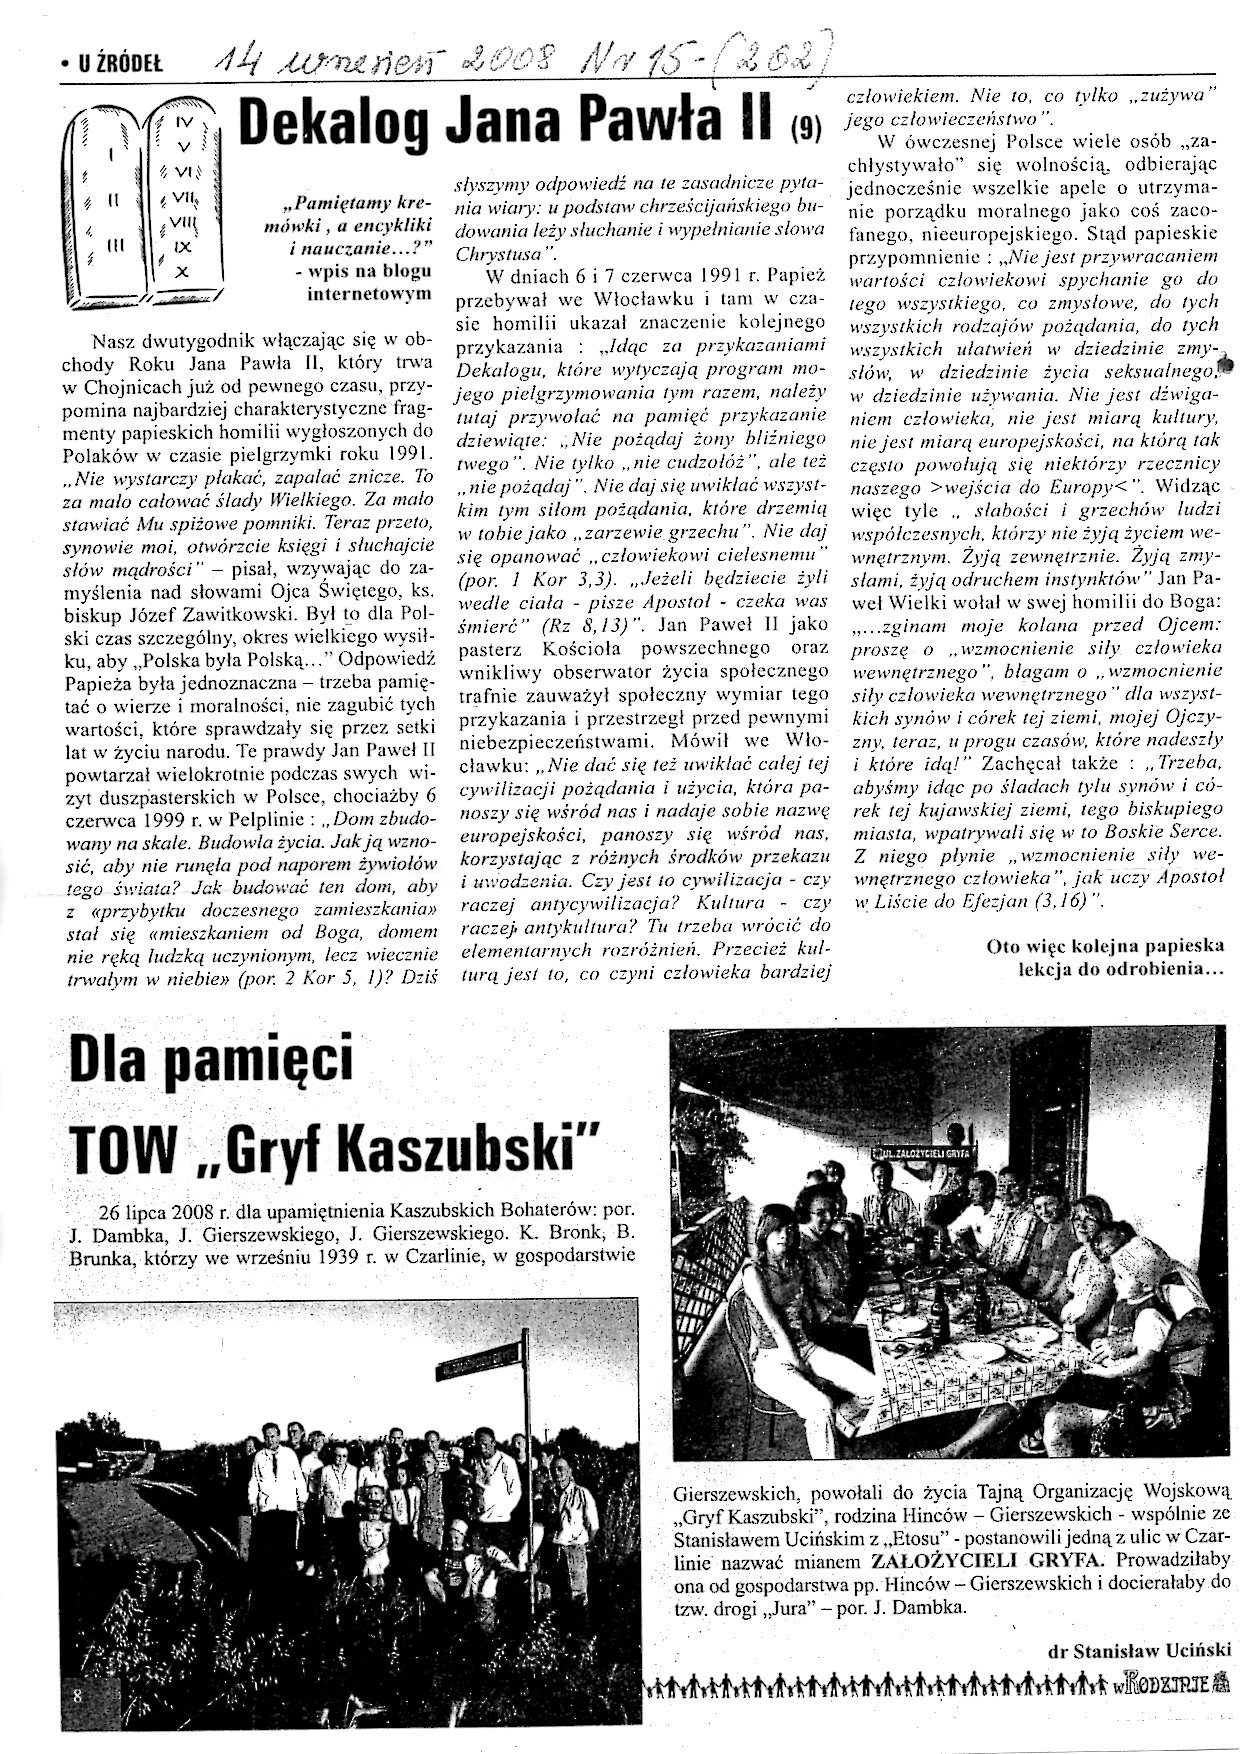 • U ŹRÓDEŁ
14 wrzesień 2008 Nr 15-(262)
Dekalog Jana Pawła II (9)
I
II
III
IV
V
VI
VII
VIII
IX
X
„Pamiętamy kre-
mówki , a encykliki
i nauczanie...?”
- wpis na blogu
internetowym
Nasz dwutygodnik włączając się w ob-
chody Roku Jana Pawła II, który trwa
w Chojnicach już od pewnego czasu, przy-
pomina najbardziej charakterystyczne frag-
menty papieskich homilii wygłoszonych do
Polaków w czasie pielgrzymki roku 1991.
„Nie wystarczy płakać, zapalać znicze. To
za mało całować ślady Wielkiego. Za mało
stawiać Mu spiżowe pomniki. Teraz przeto,
synowie moi, otwórzcie księgi i słuchajcie
słów mądrości” – pisał, wzywając do za-
myślenia nad słowami Ojca Świętego, ks.
biskup Józef Zawitkowski. Był to dla Pol-
ski czas szczególny, okres wielkiego wysił-
ku, aby „Polska była Polską...” Odpowiedź
Papieża była jednoznaczna – trzeba pamię-
tać o wierze i moralności, nie zagubić tych
wartości, które sprawdzały się przez setki
lat w życiu narodu. Te prawdy Jan Paweł II
powtarzał wielokrotnie podczas swych wi-
zyt duszpasterskich w Polsce, chociażby 6
czerwca 1999 r. w Pelplinie : „Dom zbudo-
wany na skale. Budowla życia. Jak ją wzno-
sić, aby nie runęła pod naporem żywiołów
tego świata? Jak budować ten dom, aby
z «przybytku doczesnego zamieszkania»
stał się «mieszkaniem od Boga, domem
nie ręką ludzką uczynionym, lecz wiecznie
trwałym w niebie» (por. 2 Kor 5, 1)? Dziś
słyszymy odpowiedź na te zasadnicze pyta-
nia wiary: u podstaw chrześcijańskiego bu-
dowania leży słuchanie i wypełnianie słowa
Chrystusa”.
W dniach 6 i 7 czerwca 1991 r. Papież
przebywał we Włocławku i tam w cza-
sie homilii ukazał znaczenie kolejnego
przykazania : „Idąc za przykazaniami
Dekalogu, które wytyczają program mo-
jego pielgrzymowania tym razem, należy
tutaj przywołać na pamięć przykazanie
dziewiąte: „Nie pożądaj żony bliźniego
twego”. Nie tylko „nie cudzołóż”, ale też
„nie pożądaj”. Nie daj się uwikłać wszyst-
kim tym siłom pożądania, które drzemią
w tobie jako „zarzewie grzechu”. Nie daj
się opanować „człowiekowi cielesnemu”
(por. 1 Kor 3,3). „Jeżeli będziecie żyli
wedle ciała - pisze Apostoł - czeka was
śmierć” (Rz 8,13)”. Jan Paweł II jako
pasterz Kościoła powszechnego oraz
wnikliwy obserwator życia społecznego
trafnie zauważył społeczny wymiar tego
przykazania i przestrzegł przed pewnymi
niebezpieczeństwami. Mówił we Wło-
cławku: „Nie dać się też uwikłać całej tej
cywilizacji pożądania i użycia, która pa-
noszy się wśród nas i nadaje sobie nazwę
europejskości, panoszy się wśród nas,
korzystając z różnych środków przekazu
i uwodzenia. Czy jest to cywilizacja - czy
raczej antycywilizacja? Kultura - czy
raczej antykultura? Tu trzeba wrócić do
elementarnych rozróżnień. Przecież kul-
turą jest to, co czyni człowieka bardziej
człowiekiem. Nie to, co tylko „zużywa”
jego człowieczeństwo”.
W ówczesnej Polsce wiele osób „za-
chłystywało” się wolnością, odbierając
jednocześnie wszelkie apele o utrzyma-
nie porządku moralnego jako coś zaco-
fanego, nieeuropejskiego. Stąd papieskie
przypomnienie : „Nie jest przywracaniem
wartości człowiekowi spychanie go do
tego wszystkiego, co zmysłowe, do tych
wszystkich rodzajów pożądania, do tych
wszystkich ułatwień w dziedzinie zmy-
słów, w dziedzinie życia seksualnego,
w dziedzinie używania. Nie jest dźwiga-
niem człowieka, nie jest miarą kultury,
nie jest miarą europejskości, na którą tak
często powołują się niektórzy rzecznicy
naszego >wejścia do Europy<”. Widząc
więc tyle „ słabości i grzechów ludzi
współczesnych, którzy nie żyją życiem we-
wnętrznym. Żyją zewnętrznie. Żyją zmy-
słami, żyją odruchem instynktów” Jan Pa-
weł Wielki wołał w swej homilii do Boga:
„...zginam moje kolana przed Ojcem:
proszę o „wzmocnienie siły człowieka
wewnętrznego”, błagam o „wzmocnienie
siły człowieka wewnętrznego” dla wszyst-
kich synów i córek tej ziemi, mojej Ojczy-
zny, teraz, u progu czasów, które nadeszły
i które idą!” Zachęcał także : „Trzeba,
abyśmy idąc po śladach tylu synów i có-
rek tej kujawskiej ziemi, tego biskupiego
miasta, wpatrywali się w to Boskie Serce.
Z niego płynie „wzmocnienie siły we-
wnętrznego człowieka”, jak uczy Apostoł
w Liście do Efezjan (3,16)”.
Oto więc kolejna papieska
lekcja do odrobienia...
Dla pamięci
TOW „Gryf Kaszubski”
26 lipca 2008 r. dla upamiętnienia Kaszubskich Bohaterów: por.
J. Dambka, J. Gierszewskiego, J. Gierszewskiego. K. Bronk, B.
Brunka, którzy we wrześniu 1939 r. w Czarlinie, w gospodarstwie
UL. ZAŁOŻYCIELI GRYFA
Gierszewskich, powołali do życia Tajną Organizację Wojskową
„Gryf Kaszubski”, rodzina Hinców – Gierszewskich - wspólnie ze
Stanisławem Ucińskim z „Etosu” - postanowili jedną z ulic w Czar-
linie nazwać mianem ZAŁOŻYCIELI GRYFA. Prowadziłaby
ona od gospodarstwa pp. Hinców – Gierszewskich i docierałaby do
tzw. drogi „Jura” – por. J. Dambka.
dr Stanisław Uciński
8
w RODZINIE